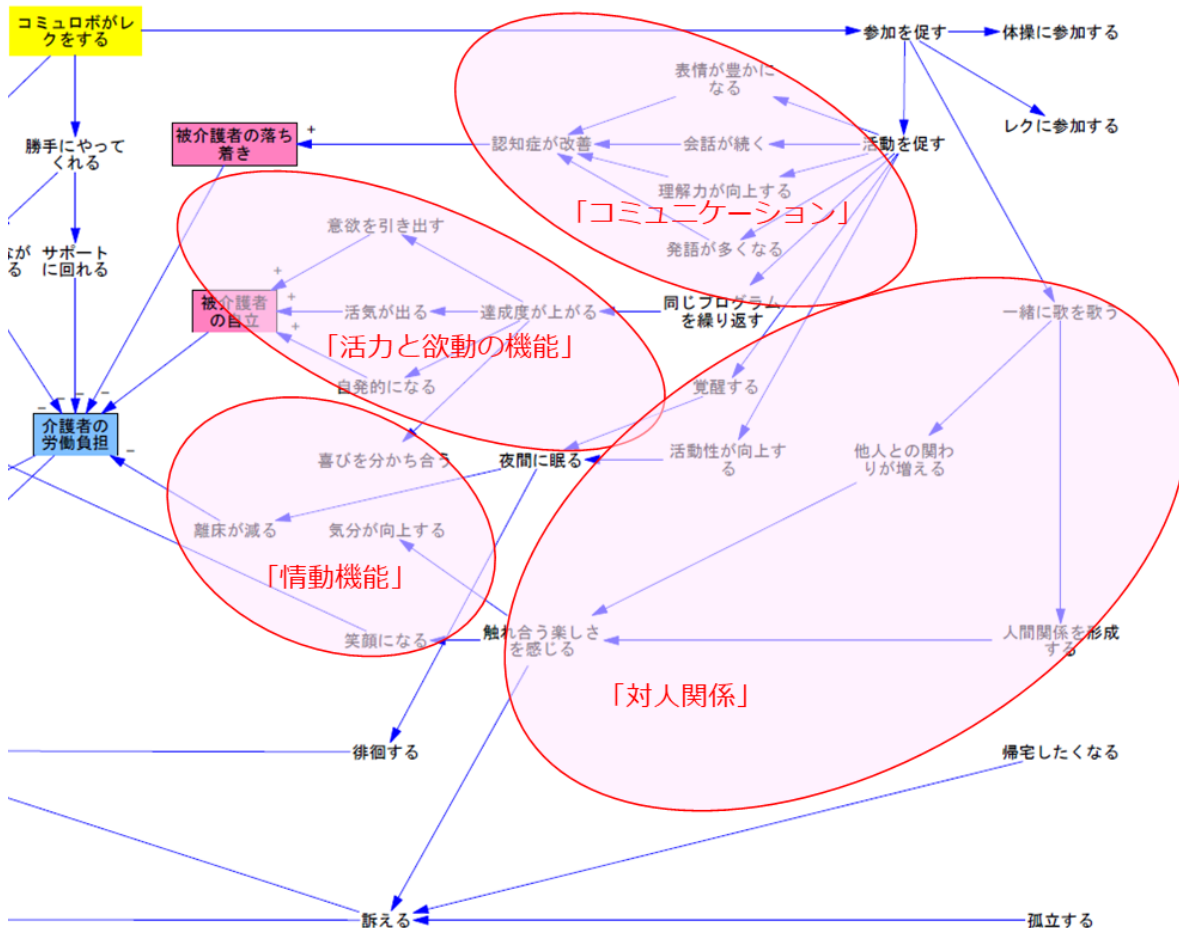 コミュロボがレ
クをする
参加を促す
体操に参加する
表情が豊かに
なる
レクに参加する
被介護者の落ち
着き
+
認知症が改善
会話が続く
活動を促す
勝手にやって
くれる
理解力が向上する
「コミュニケーション」
意欲を引き出す
発語が多くなる
なが
る
サポート
に回れる
+
被介護者
の自立
+
活気が出る
達成度が上がる
同じプログラム
を繰り返す
一緒に歌を歌う
+
「活力と欲動の機能」
自発的になる
覚醒する
－
－
－
－
介護者の
労働負担
－
喜びを分かち合う
夜間に眠る
活動性が向上す
る
他人との関わ
りが増える
離床が減る
気分が向上する
「情動機能」
笑顔になる
触れ合う楽しさ
を感じる
人間関係を形成
する
「対人関係」
徘徊する
帰宅したくなる
訴える
孤立する